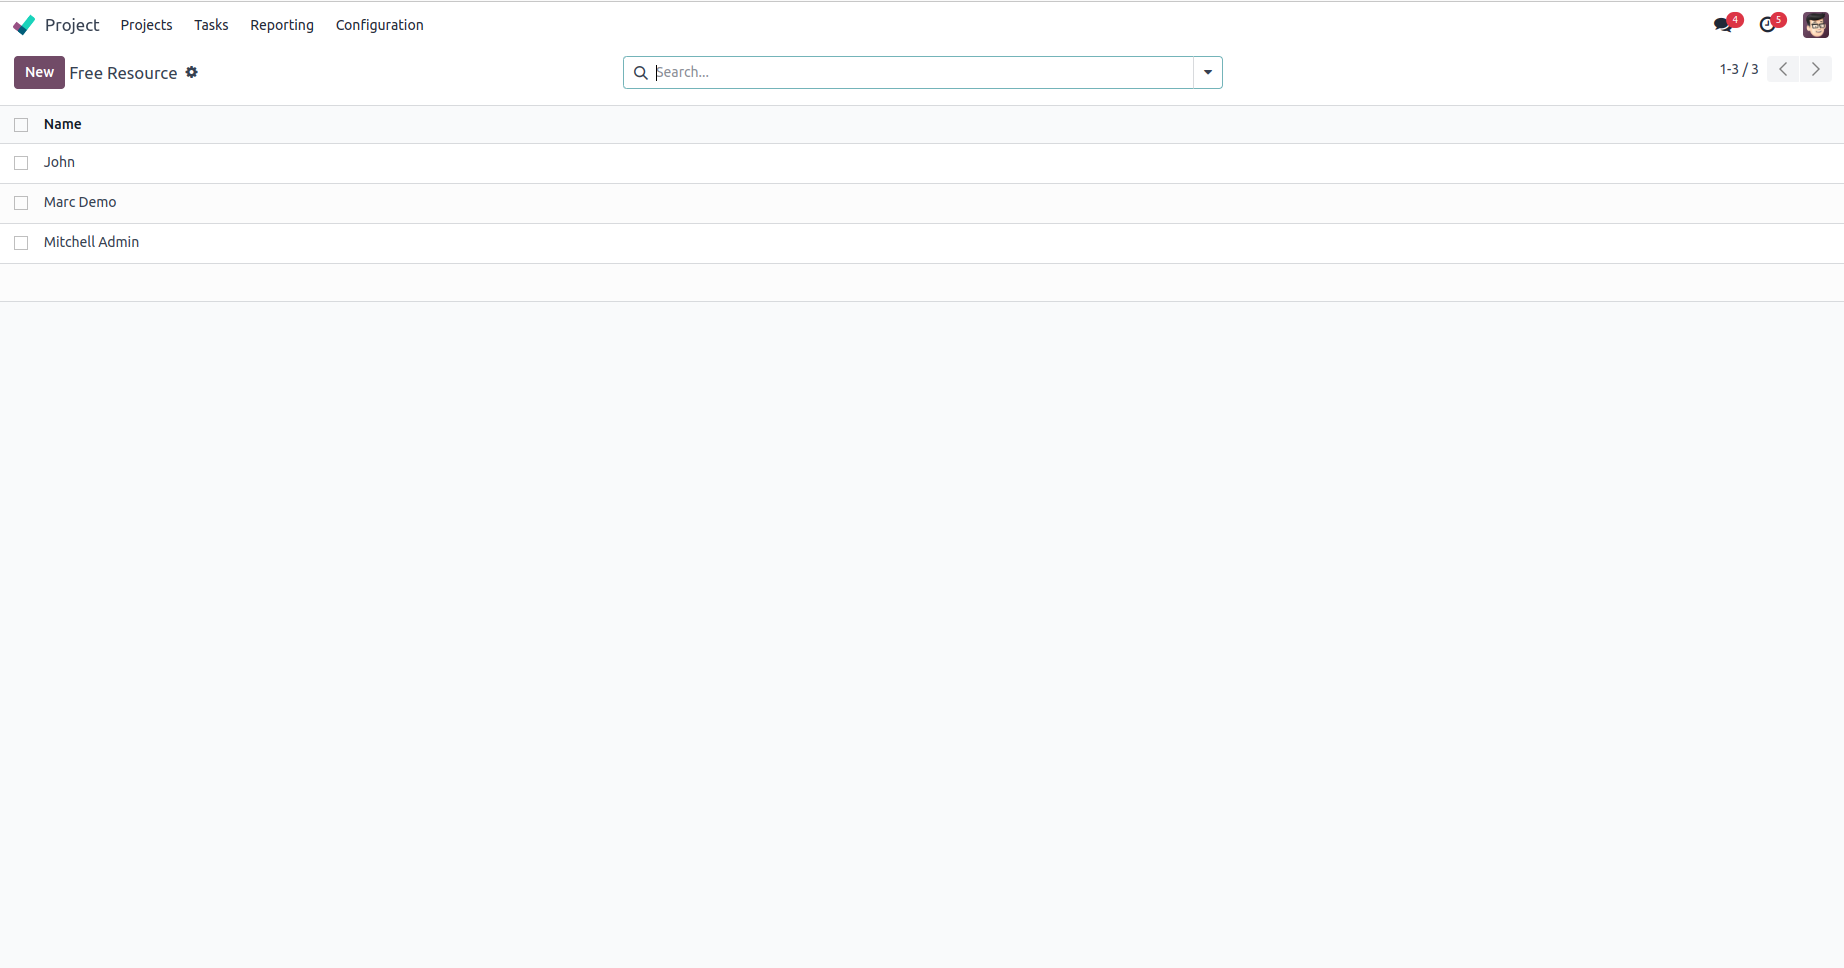 Project Projects Tasks Reporting Configuration 4 5
New Free Resource Search... 1-3 / 3
Name
John
Marc Demo
Mitchell Admin